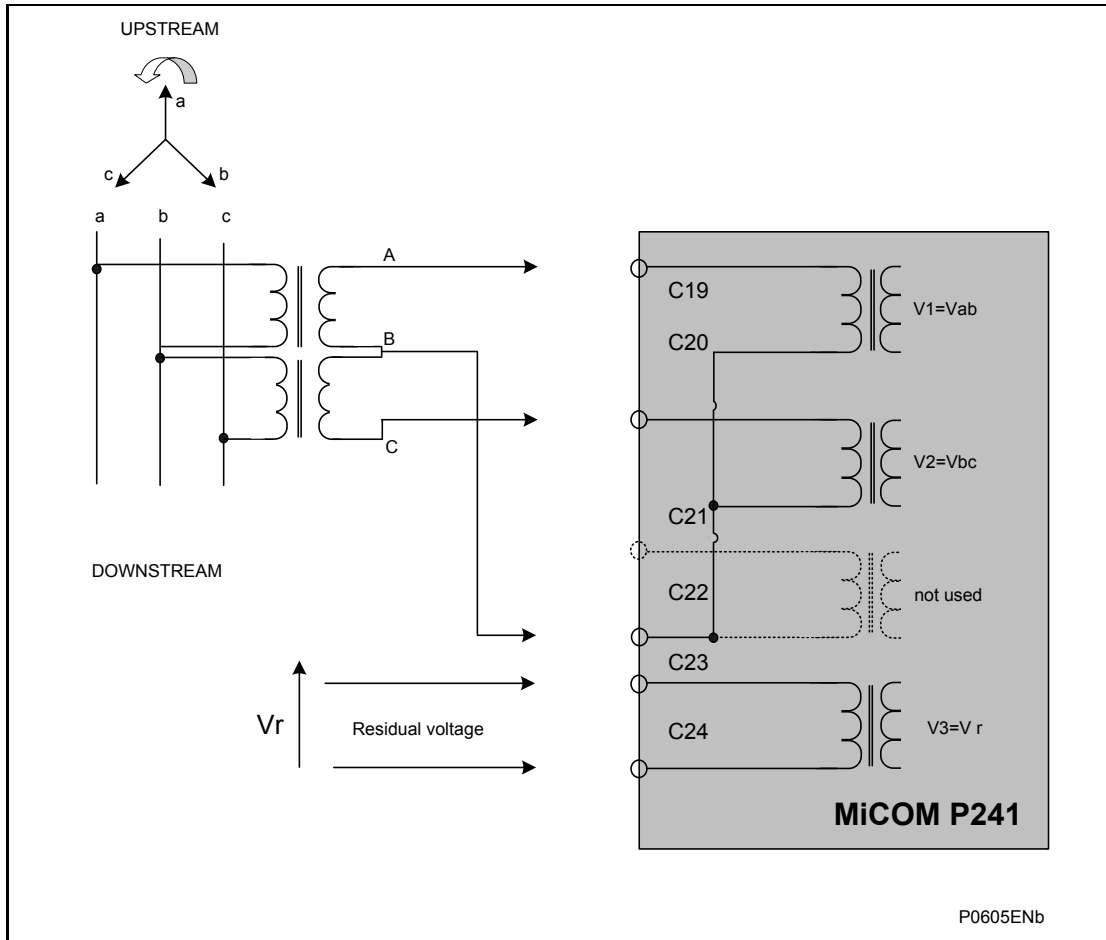 UPSTREAM
a
c
b
a
b
c
A
B
C
C19
C20
V1=Vab
V2=Vbc
C21
C22
not used
DOWNSTREAM
C23
Vr
Residual voltage
C24
V3=V r
MiCOM P241
P0605ENb